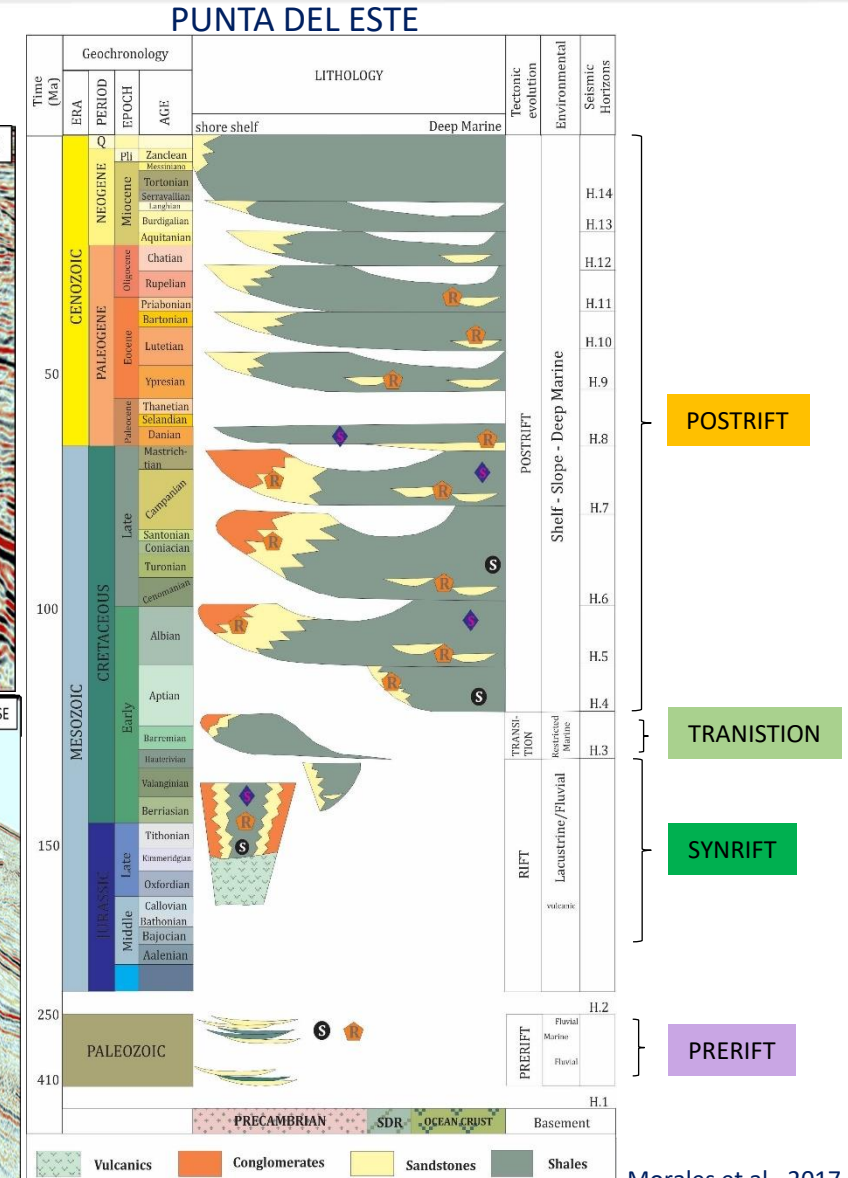 PUNTA DEL ESTE
Time (Ma)
Geochronology
ERA
PERIOD
EPOCH
AGE
LITHOLOGY
shore shelf
Deep Marine
Tectonic evolution
Environmental
Seismic Horizons
Q
Pli
Zanclean
Messiniano
Tortonian
Serravallian
Langhian
Burdigalian
Aquitanian
Chatian
Rupelian
Priabonian
Bartonian
Lutetian
Ypresian
Thanetian
Selandian
Danian
Mastrich-
tian
Campanian
Santonian
Coniacian
Turonian
Cenomanian
Albian
Aptian
Barremian
Hauterivian
Valanginian
Berriasian
Tithonian
Kimmeridgian
Oxfordian
Callovian
Bathonian
Bajocian
Aalenian
CENOZOIC
MESOZOIC
NEOGENE
PALEOGENE
CRETACEOUS
JURASSIC
Miocene
Oligocene
Eocene
Paleocene
Late
Early
Late
Middle
PALEOZOIC
50
100
150
250
410
R
R
R
S
R
R
S
R
R
S
R
R
S
R
R
S
S
R
S
S
R
POSTRIFT
TRANSI-
TION
RIFT
PRERIFT
Shelf - Slope - Deep Marine
Restricted
Marine
Lacustrine/Fluvial
vulcanic
Fluvial
Marine
Fluvial
H.14
H.13
H.12
H.11
H.10
H.9
H.8
H.7
H.6
H.5
H.4
H.3
H.2
H.1
POSTRIFT
TRANISTION
SYNRIFT
PRERIFT
PRECAMBRIAN
SDR
OCEAN CRUST
Basement
Vulcanics
Conglomerates
Sandstones
Shales
SE